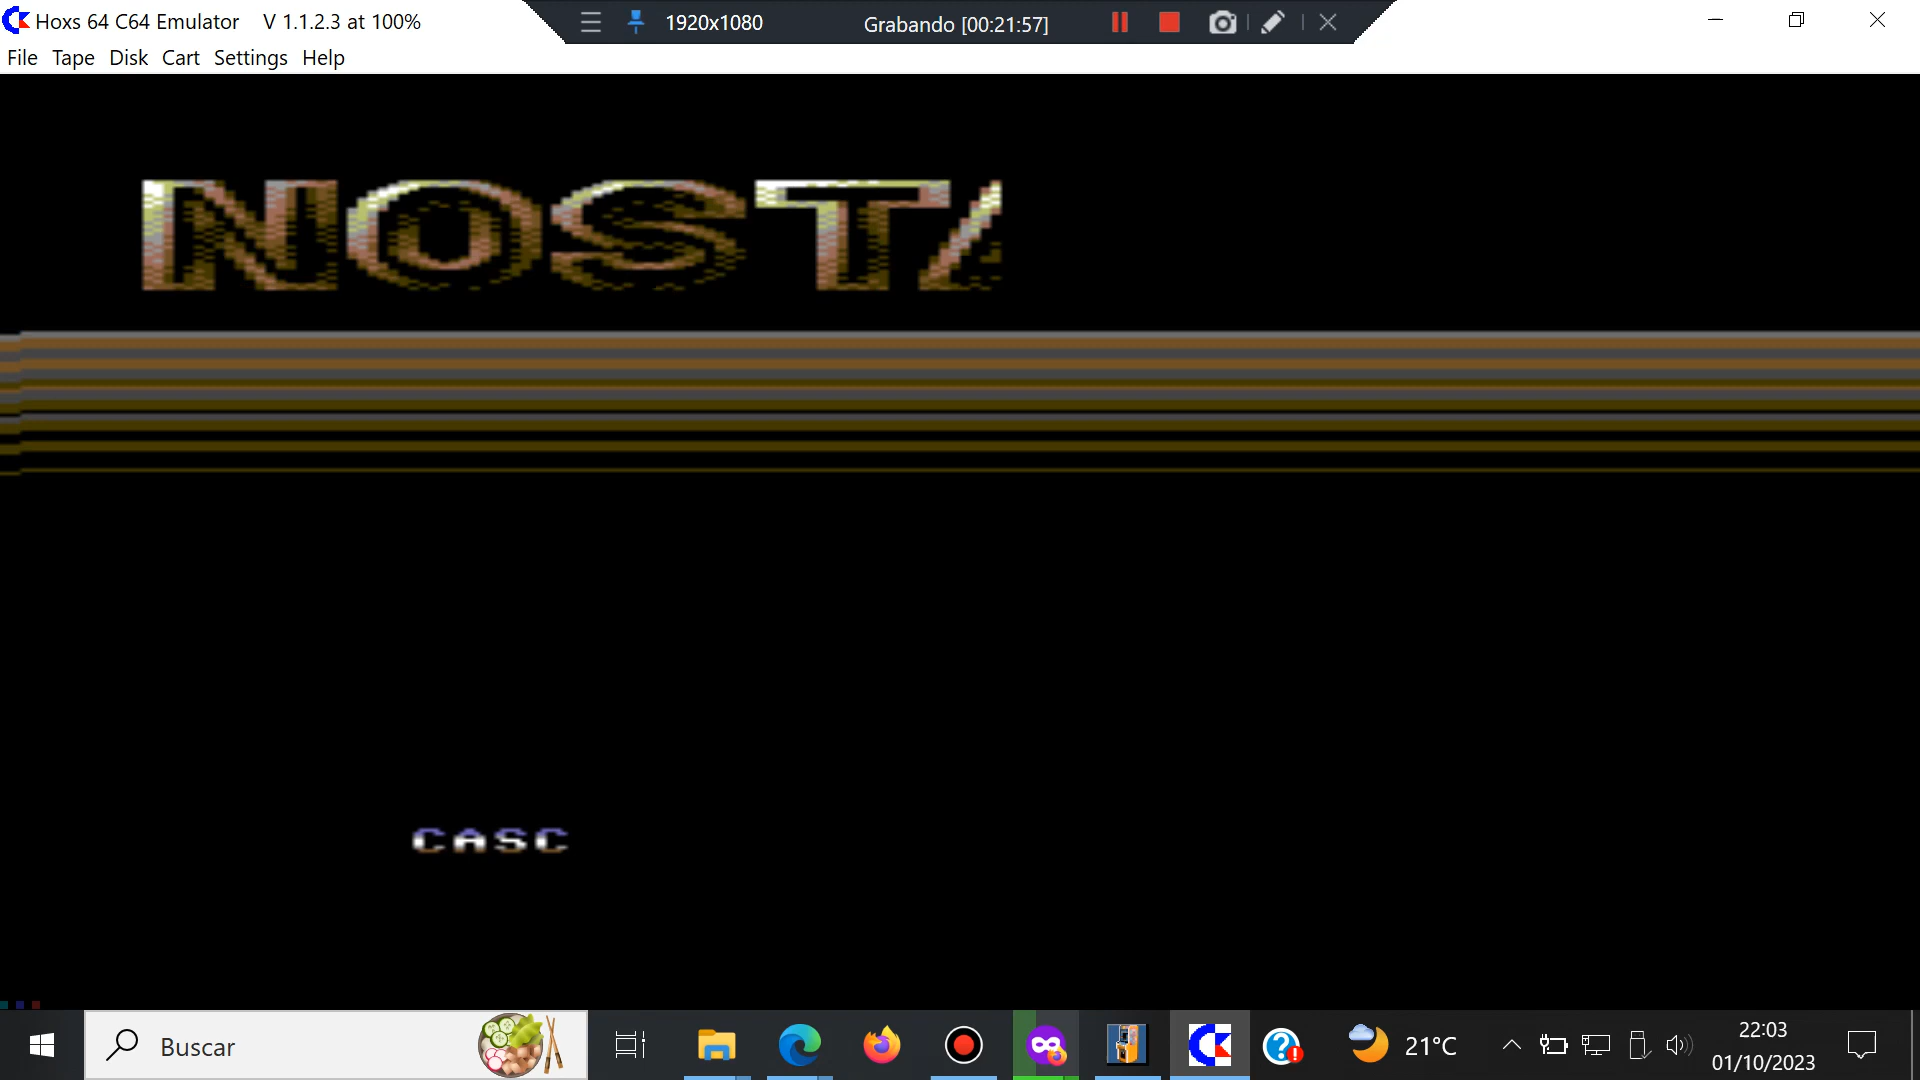 Hoxs 64 C64 Emulator V 1.1.2.3 at 100%
1920x1080
Grabando [00:21:57]
File Tape Disk Cart Settings Help
NOSTA
CASC
Buscar
21°C
22:03
01/10/2023